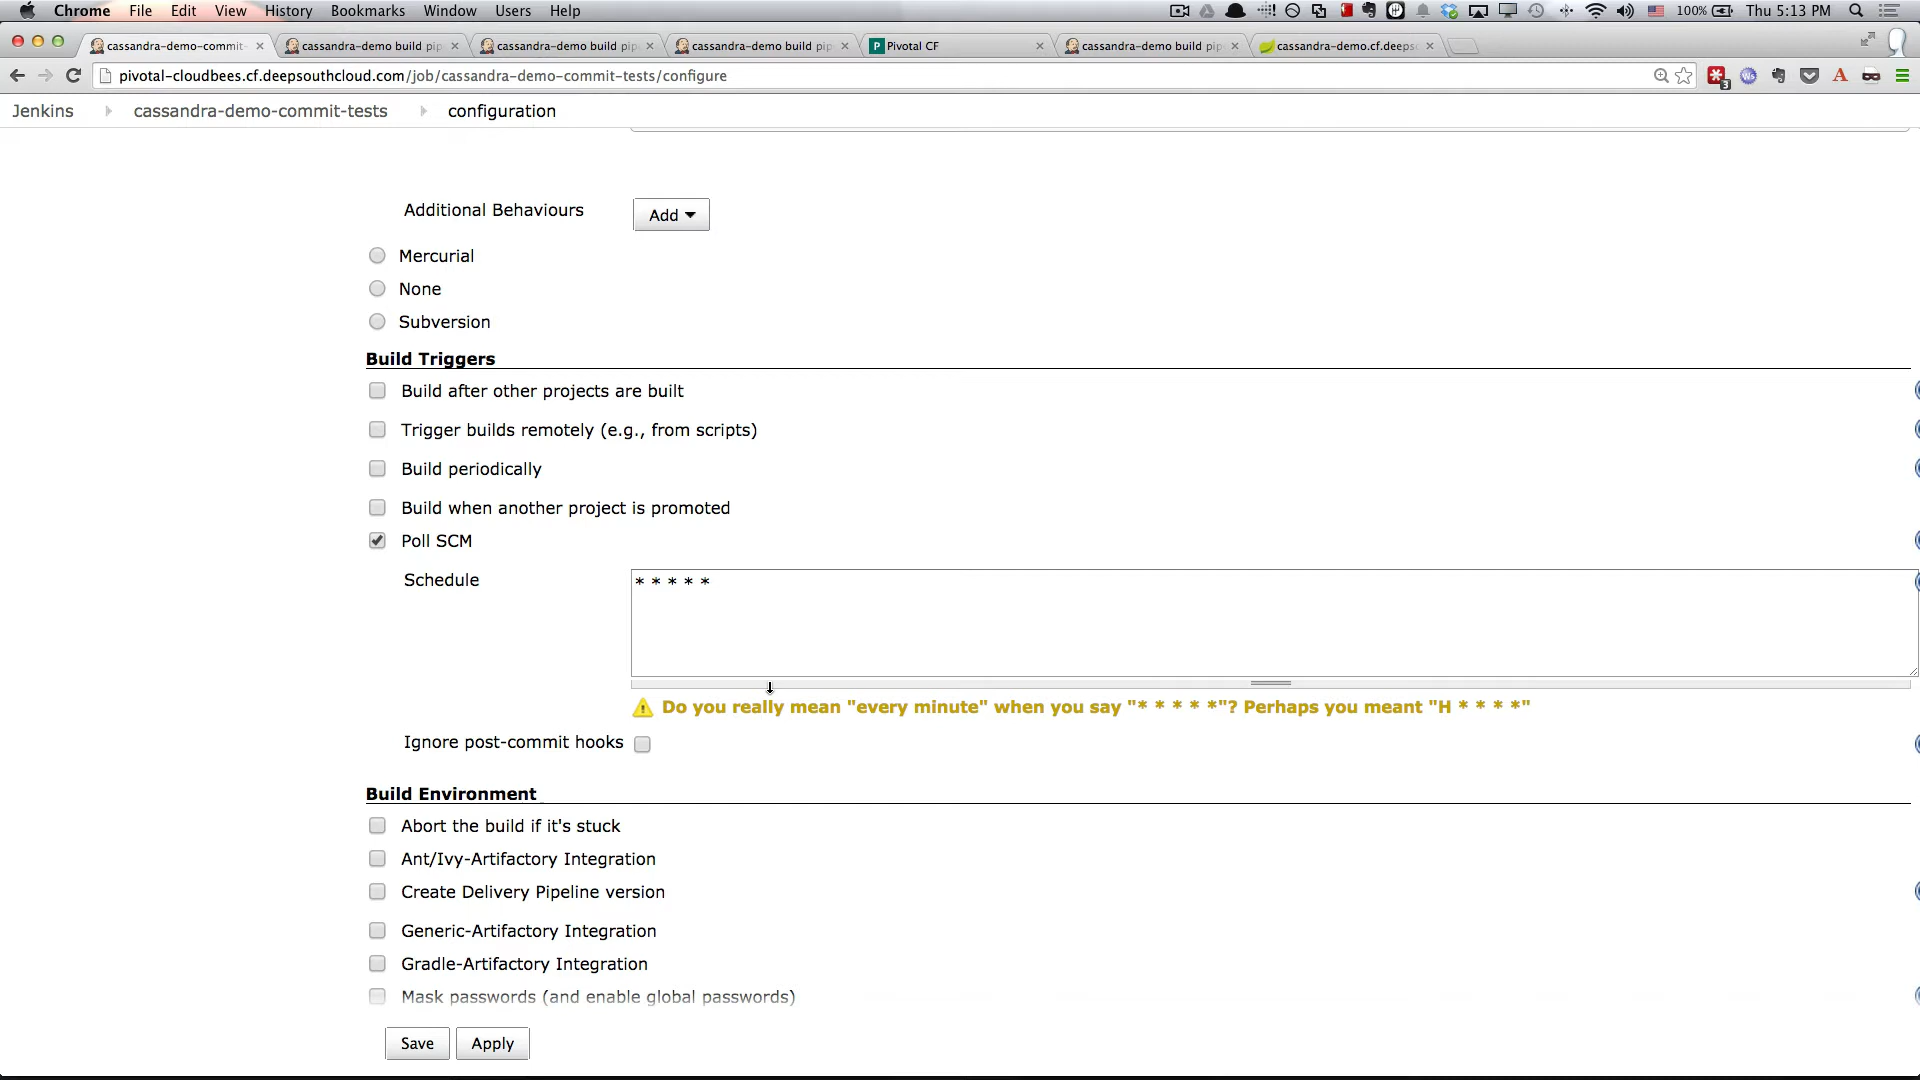 Chrome File Edit View History Bookmarks Window Users Help 100% Thu 5:13 PM
cassandra-demo-commit- cassandra-demo build pip cassandra-demo build pip cassandra-demo build pip Pivotal CF cassandra-demo build pip cassandra-demo.cf.deeps
pivotal-cloudbees.cf.deepsouthcloud.com/job/cassandra-demo-commit-tests/configure
Jenkins cassandra-demo-commit-tests configuration
Additional Behaviours Add
Mercurial
None
Subversion
Build Triggers
Build after other projects are built
Trigger builds remotely (e.g., from scripts)
Build periodically
Build when another project is promoted
Poll SCM
Schedule * * * * *
Do you really mean "every minute" when you say "* * * * *"? Perhaps you meant "H * * * *"
Ignore post-commit hooks
Build Environment
Abort the build if it's stuck
Ant/Ivy-Artifactory Integration
Create Delivery Pipeline version
Generic-Artifactory Integration
Gradle-Artifactory Integration
Mask passwords (and enable global passwords)
Save Apply